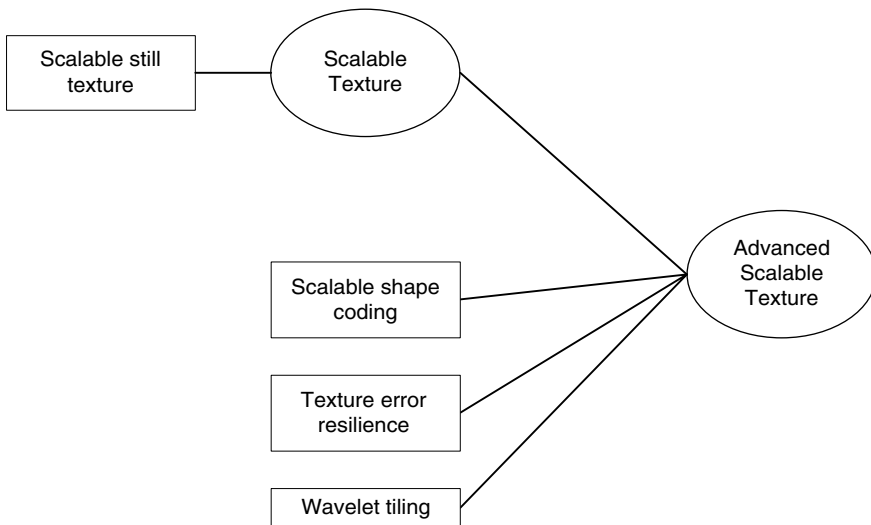 Scalable still
texture
Scalable
Texture
Advanced
Scalable
Texture
Scalable shape
coding
Texture error
resilience
Wavelet tiling